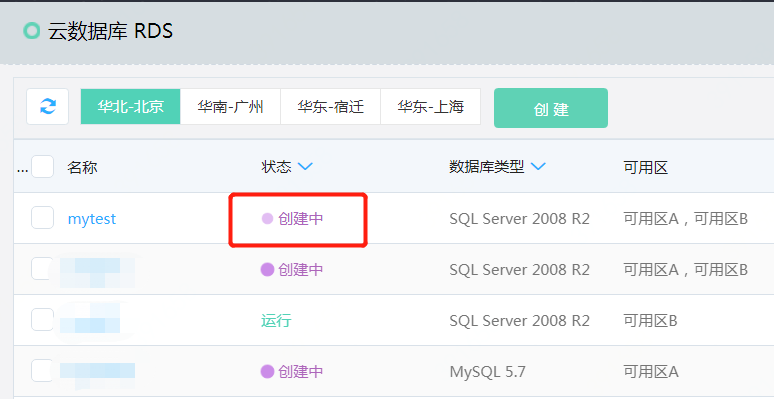 云数据库 RDS
华北-北京 华南-广州 华东-宿迁 华东-上海 创 建
... 名称 状态 数据库类型 可用区
mytest 创建中 SQL Server 2008 R2 可用区A，可用区B
创建中 SQL Server 2008 R2 可用区A，可用区B
运行 SQL Server 2008 R2 可用区B
创建中 MySQL 5.7 可用区A